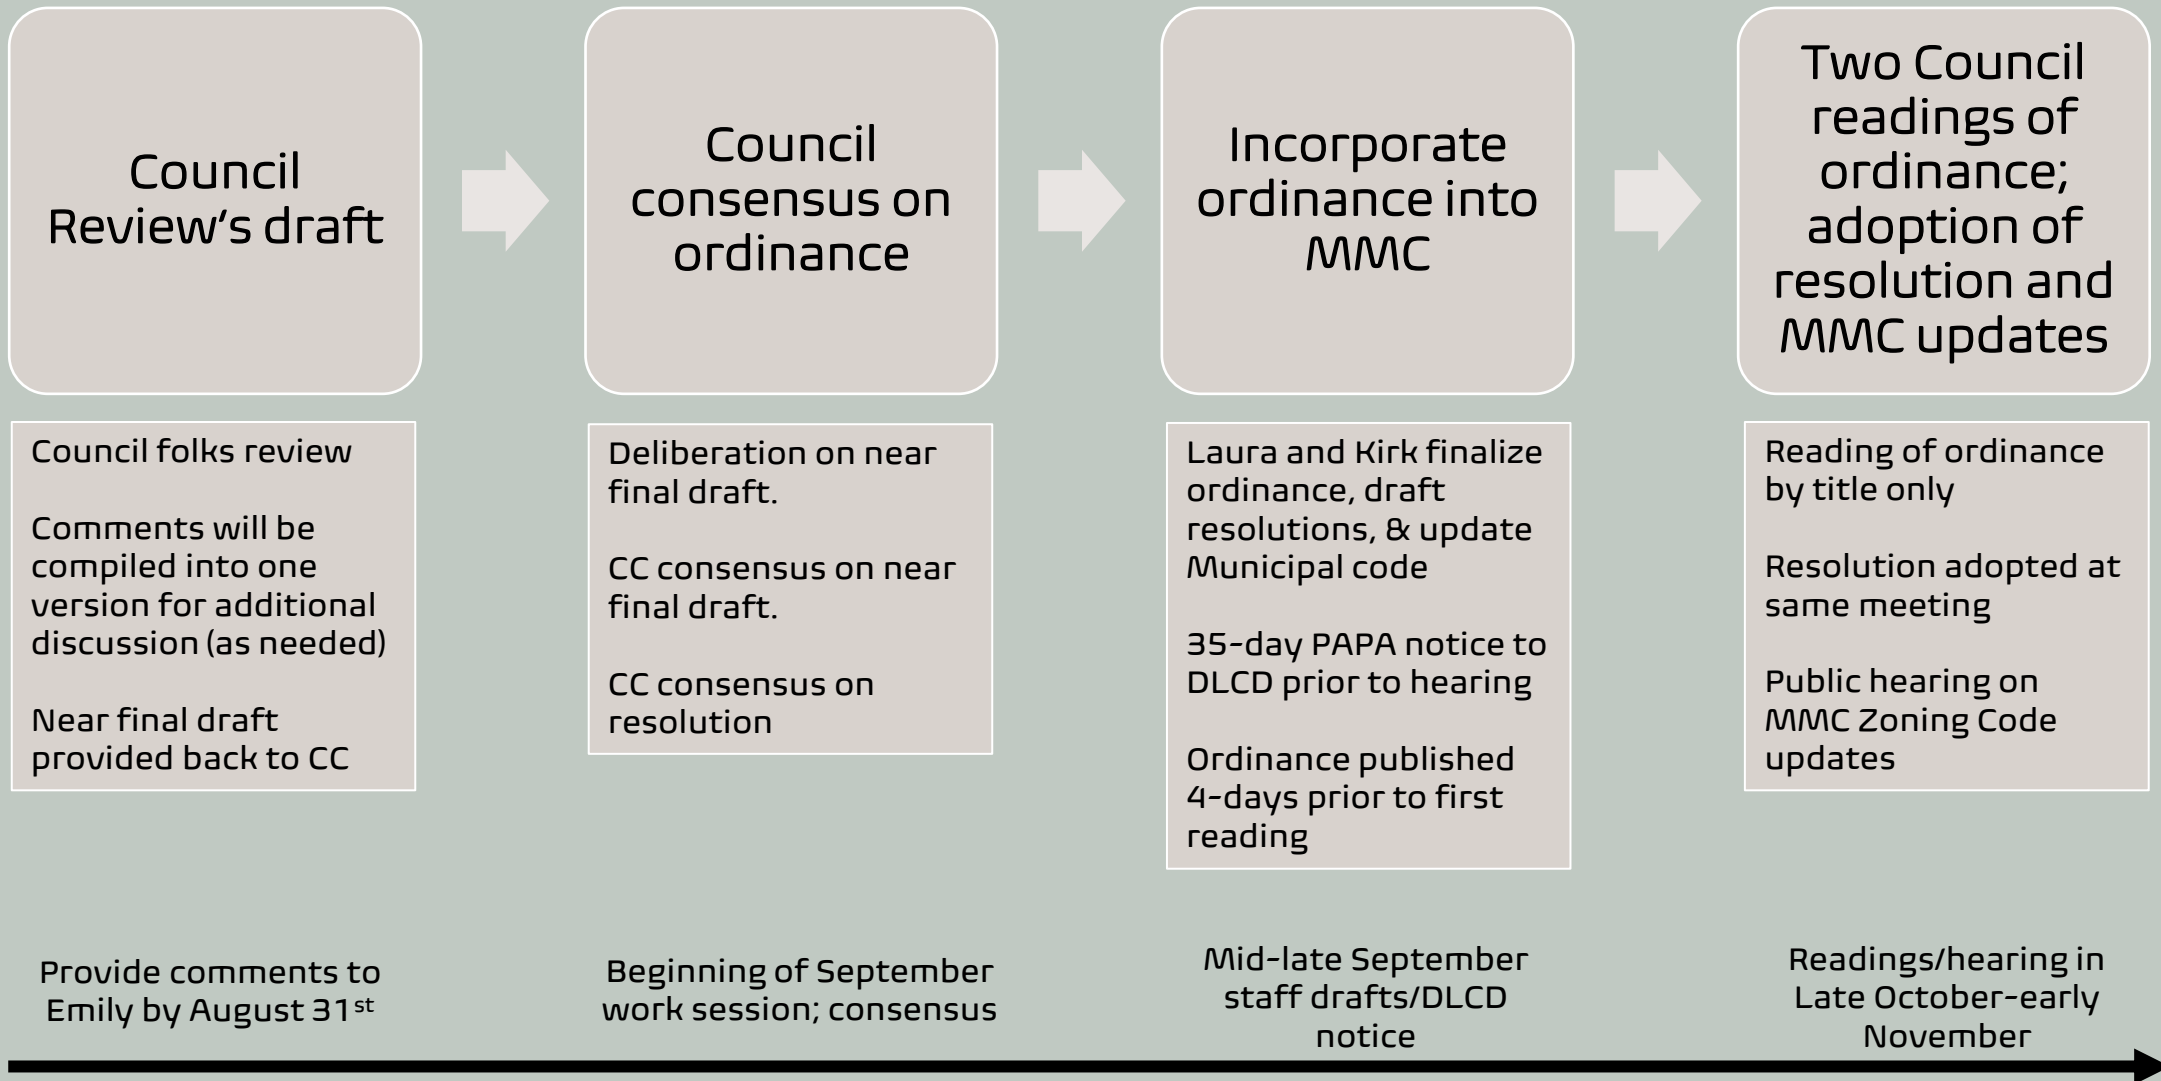 Council
Review's draft
Council
consensus on
ordinance
Incorporate
ordinance into
MMC
Two Council
readings of
ordinance;
adoption of
resolution and
MMC updates
Council folks review
Comments will be
compiled into one
version for additional
discussion (as needed)
Near final draft
provided back to CC
Deliberation on near
final draft.
CC consensus on near
final draft.
CC consensus on
resolution
Laura and Kirk finalize
ordinance, draft
resolutions, & update
Municipal code
35-day PAPA notice to
DLCD prior to hearing
Ordinance published
4-days prior to first
reading
Reading of ordinance
by title only
Resolution adopted at
same meeting
Public hearing on
MMC Zoning Code
updates
Provide comments to
Emily by August 31st
Beginning of September
work session; consensus
Mid-late September
staff drafts/DLCD
notice
Readings/hearing in
Late October-early
November